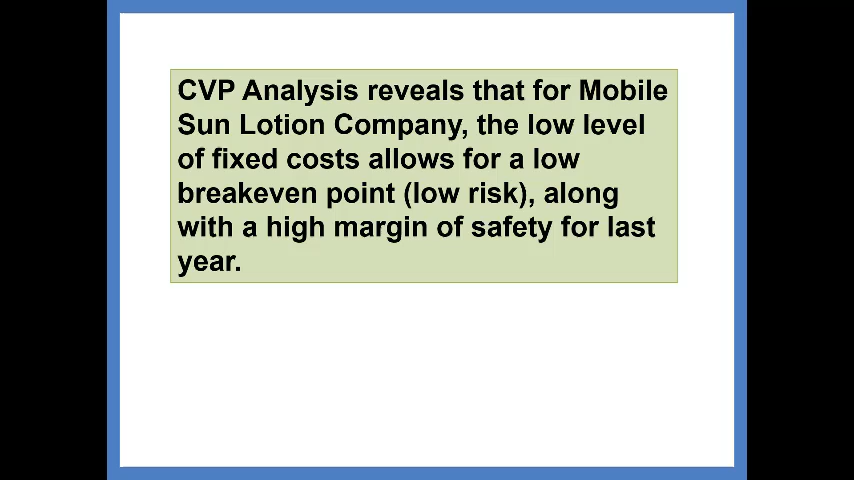 CVP Analysis reveals that for Mobile
Sun Lotion Company, the low level
of fixed costs allows for a low
breakeven point (low risk), along
with a high margin of safety for last
year.